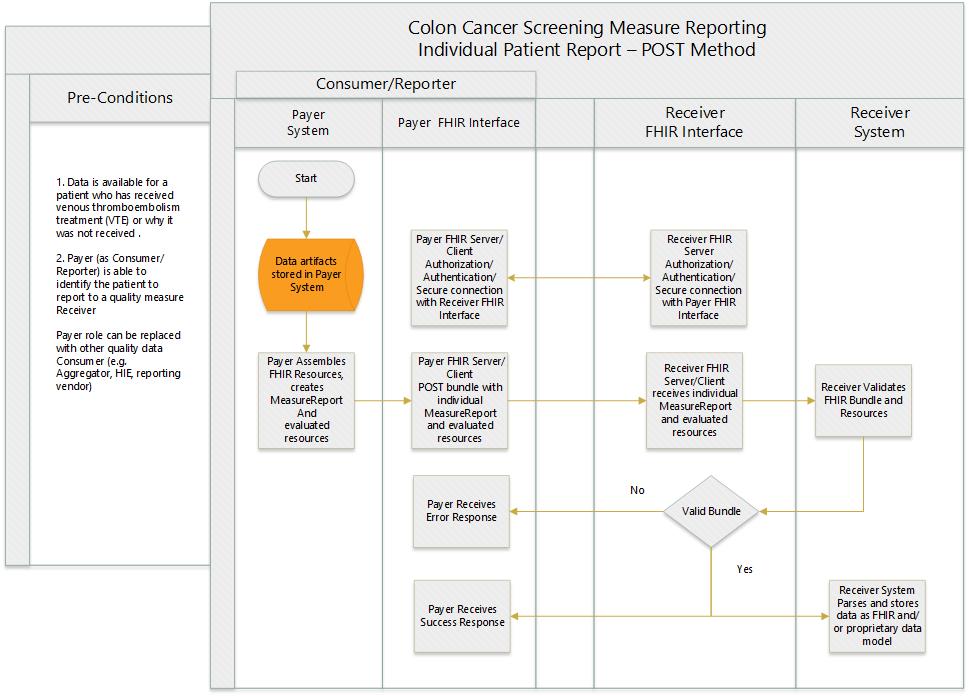 Colon Cancer Screening Measure Reporting
Individual Patient Report – POST Method
Consumer/Reporter
Pre-Conditions
Payer
System
Payer FHIR Interface
Receiver
FHIR Interface
Receiver
System
1. Data is available for a
patient who has received
venous thromboembolism
treatment (VTE) or why it
was not received .
2. Payer (as Consumer/
Reporter) is able to
identify the patient to
report to a quality measure
Receiver
Payer role can be replaced
with other quality data
Consumer (e.g.
Aggregator, HIE, reporting
vendor)
Start
Data artifacts
stored in Payer
System
Payer FHIR Server/
Client
Authorization/
Authentication/
Secure connection
with Receiver FHIR
Interface
Receiver FHIR
Server
Authorization/
Authentication/
Secure connection
with Payer FHIR
Interface
Payer Assembles
FHIR Resources,
creates
MeasureReport
And
evaluated
resources
Payer FHIR Server/
Client
POST bundle with
individual
MeasureReport
and evaluated
resources
Receiver FHIR
Server/Client
receives individual
MeasureReport
and evaluated
resources
Receiver Validates
FHIR Bundle and
Resources
Payer Receives
Error Response
No
Valid Bundle
Yes
Payer Receives
Success Response
Receiver System
Parses and stores
data as FHIR and/
or proprietary data
model